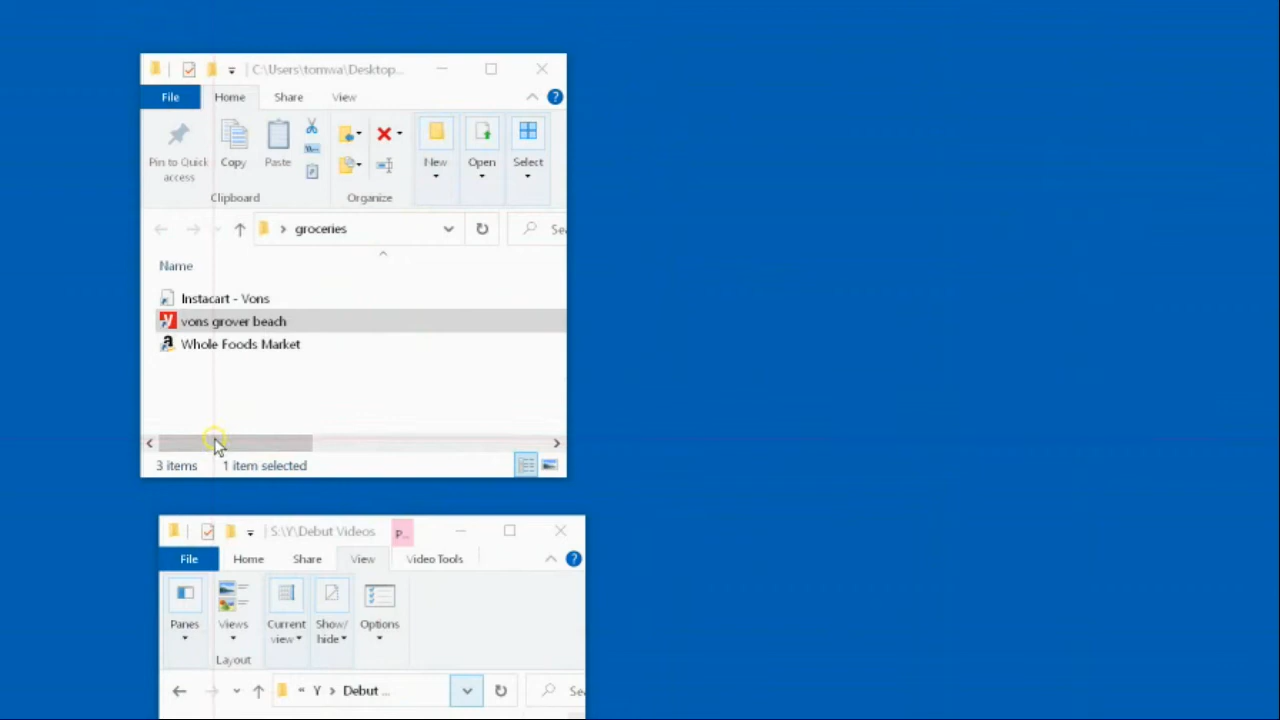 C:\Users\tomwa\Desktop...
File Home Share View
Pin to Quick access
Copy
Paste
New
Open
Select
Clipboard
Organize
groceries
Name
Instacart - Vons
vons grover beach
Whole Foods Market
3 items 1 item selected
S:\Y\Debut Videos P...
File Home Share View Video Tools
Panes
Views
Current view
Show/ hide
Options
Layout
« Y > Debut ...